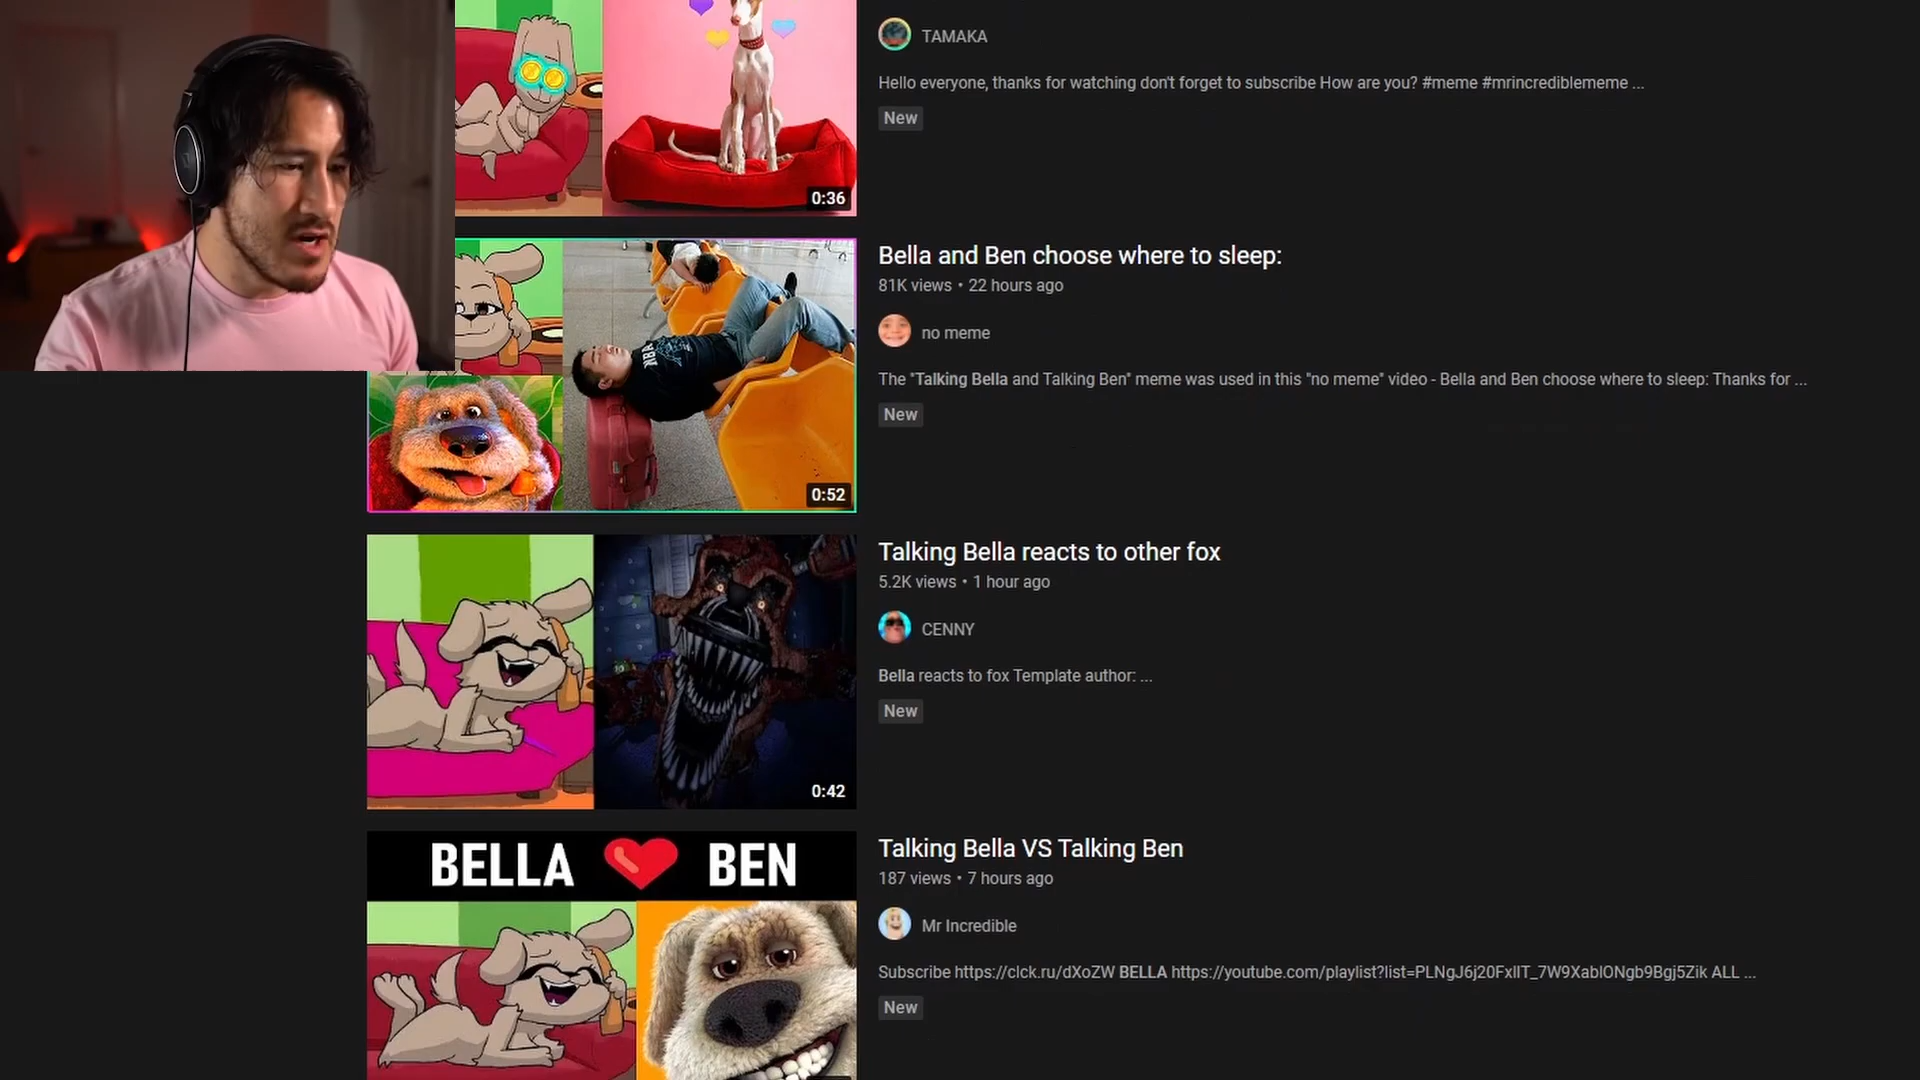 TAMAKA
Hello everyone, thanks for watching don't forget to subscribe How are you? #meme #mrincrediblememe ...
New
0:36
Bella and Ben choose where to sleep:
81K views • 22 hours ago
no meme
The "Talking Bella and Talking Ben" meme was used in this "no meme" video - Bella and Ben choose where to sleep: Thanks for ...
New
NBA
0:52
Talking Bella reacts to other fox
5.2K views • 1 hour ago
CENNY
Bella reacts to fox Template author: ...
New
0:42
BELLA BEN
Talking Bella VS Talking Ben
187 views • 7 hours ago
Mr Incredible
Subscribe https://clck.ru/dXoZW BELLA https://youtube.com/playlist?list=PLNgJ6j20FxIIT_7W9XablONgb9Bgj5Zik ALL ...
New